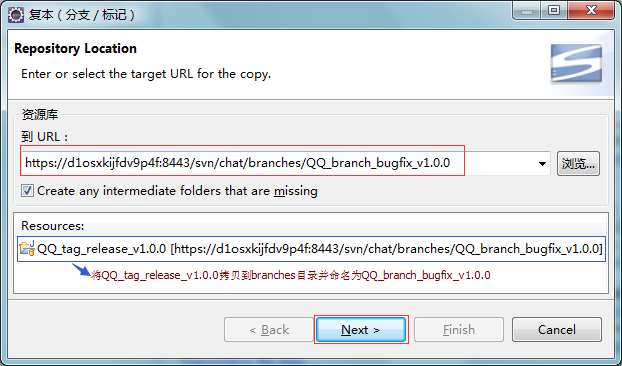 复本（分支 / 标记）
Repository Location
Enter or select the target URL for the copy.
资源库
到 URL：
https://d1osxkijfdv9p4f:8443/svn/chat/branches/QQ_branch_bugfix_v1.0.0
浏览...
Create any intermediate folders that are missing
Resources:
QQ_tag_release_v1.0.0 [https://d1osxkijfdv9p4f:8443/svn/chat/branches/QQ_branch_bugfix_v1.0.0]
将QQ_tag_release_v1.0.0拷贝到branches目录并命名为QQ_branch_bugfix_v1.0.0
< Back
Next >
Finish
Cancel